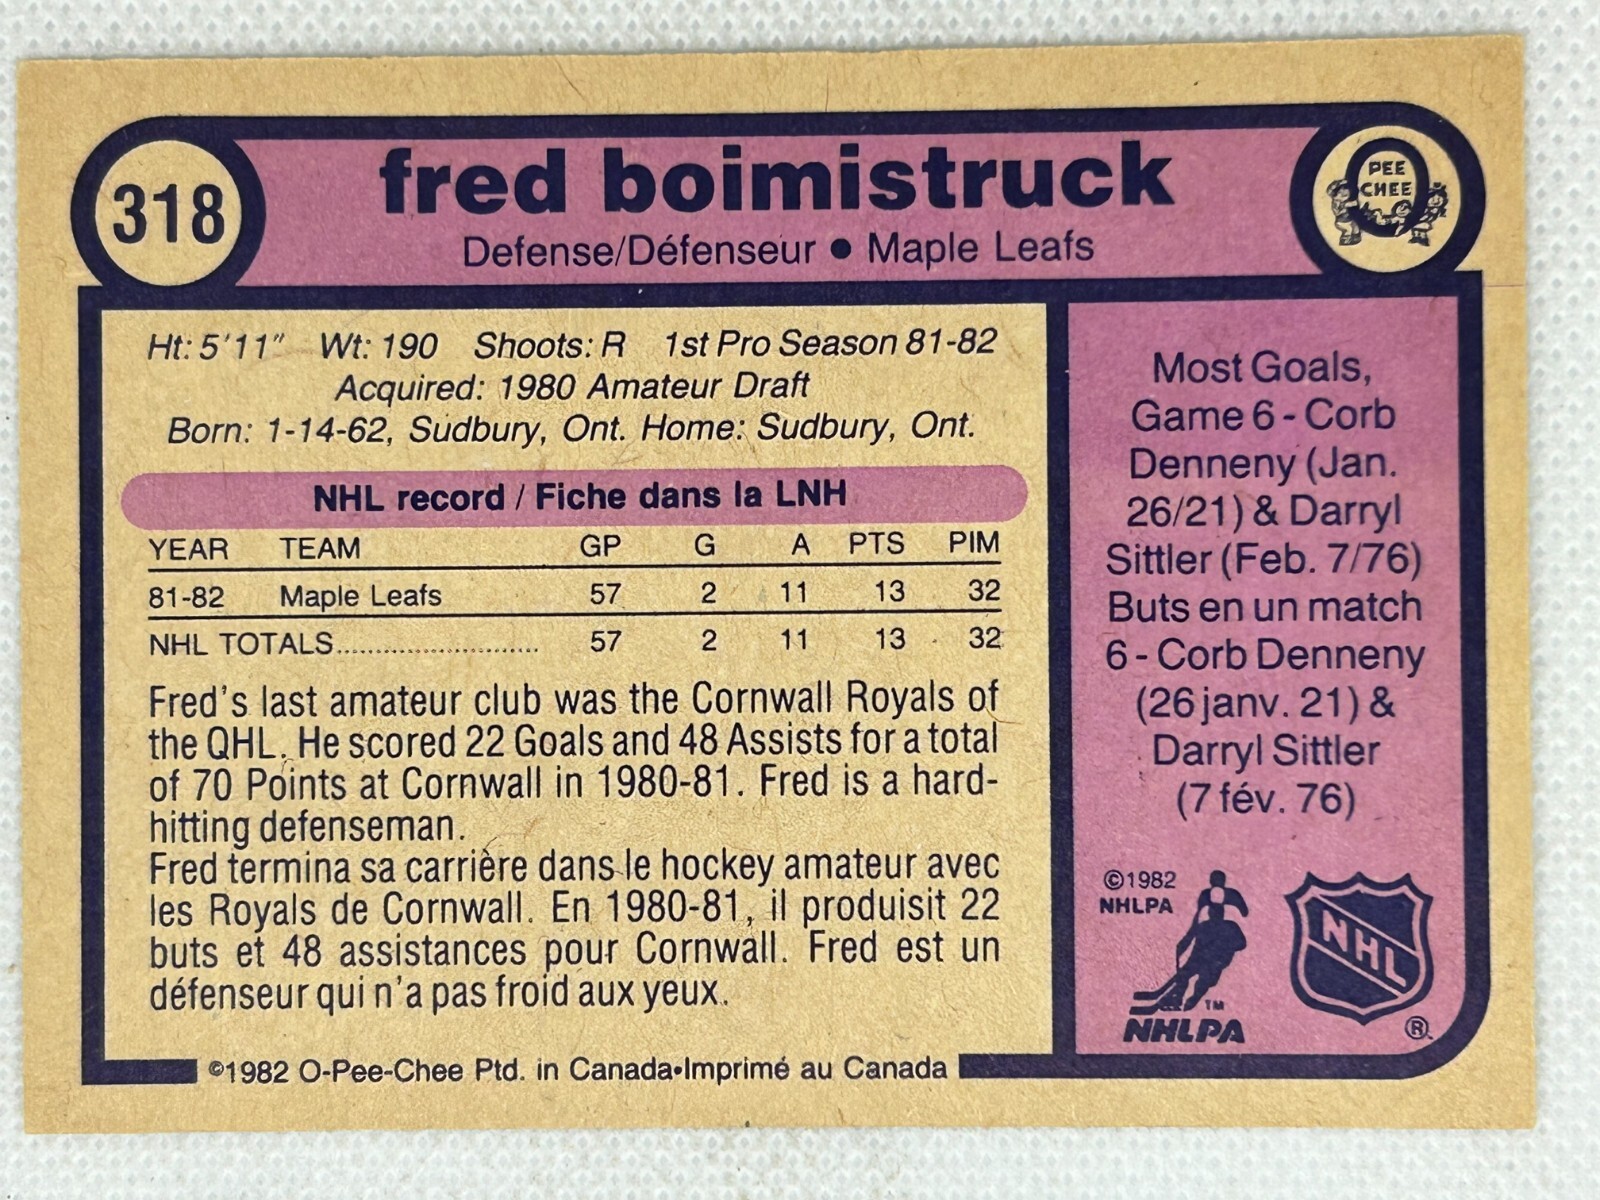 318
fred boimistruck
Defense/Défenseur ● Maple Leafs
PEE
CHEE
Ht: 5'11" Wt: 190 Shoots: R 1st Pro Season 81-82
Acquired: 1980 Amateur Draft
Born: 1-14-62, Sudbury, Ont. Home: Sudbury, Ont.
NHL record / Fiche dans la LNH
YEAR TEAM GP G A PTS PIM
81-82 Maple Leafs 57 2 11 13 32
NHL TOTALS........................ 57 2 11 13 32
Fred's last amateur club was the Cornwall Royals of
the QHL. He scored 22 Goals and 48 Assists for a total
of 70 Points at Cornwall in 1980-81. Fred is a hard-
hitting defenseman.
Fred termina sa carrière dans le hockey amateur avec
les Royals de Cornwall. En 1980-81, il produisit 22
buts et 48 assistances pour Cornwall. Fred est un
défenseur qui n'a pas froid aux yeux.
©1982 O-Pee-Chee Ptd. in Canada•Imprimé au Canada
Most Goals,
Game 6 - Corb
Denneny (Jan.
26/21) & Darryl
Sittler (Feb. 7/76)
Buts en un match
6 - Corb Denneny
(26 janv. 21) &
Darryl Sittler
(7 fév. 76)
©1982
NHLPA
TM
NHLPA
NHL
®